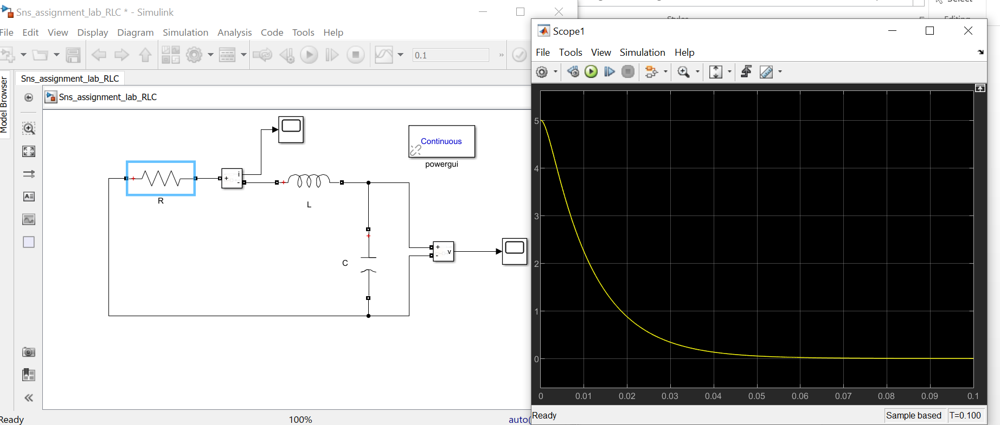 Sns_assignment_lab_RLC * - Simulink
File Edit View Display Diagram Simulation Analysis Code Tools Help
0.1
»
Sns_assignment_lab_RLC
Model Browser
Sns_assignment_lab_RLC
Continuous
powergui
+
R
+
i
-
+
L
+
C
+
-
v
Ready
100%
auto(
Select
Styles
Editing
Scope1
File Tools View Simulation Help
5
4
3
2
1
0
0 0.01 0.02 0.03 0.04 0.05 0.06 0.07 0.08 0.09 0.1
Ready
Sample based T=0.100